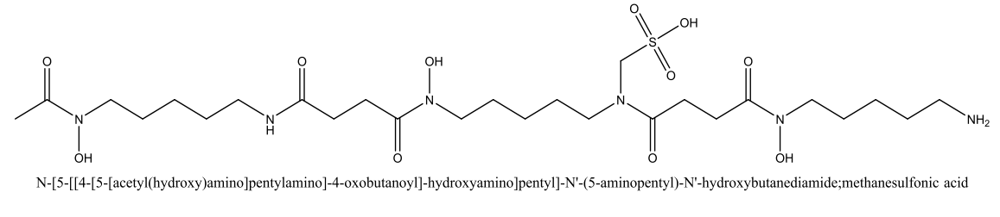 O
S
OH
O
O
N
OH
N
H
O
O
N
OH
N
O
O
N
OH
NH2
N-[5-[[4-[5-[acetyl(hydroxy)amino]pentylamino]-4-oxobutanoyl]-hydroxyamino]pentyl]-N'-(5-aminopentyl)-N'-hydroxybutanediamide;methanesulfonic acid